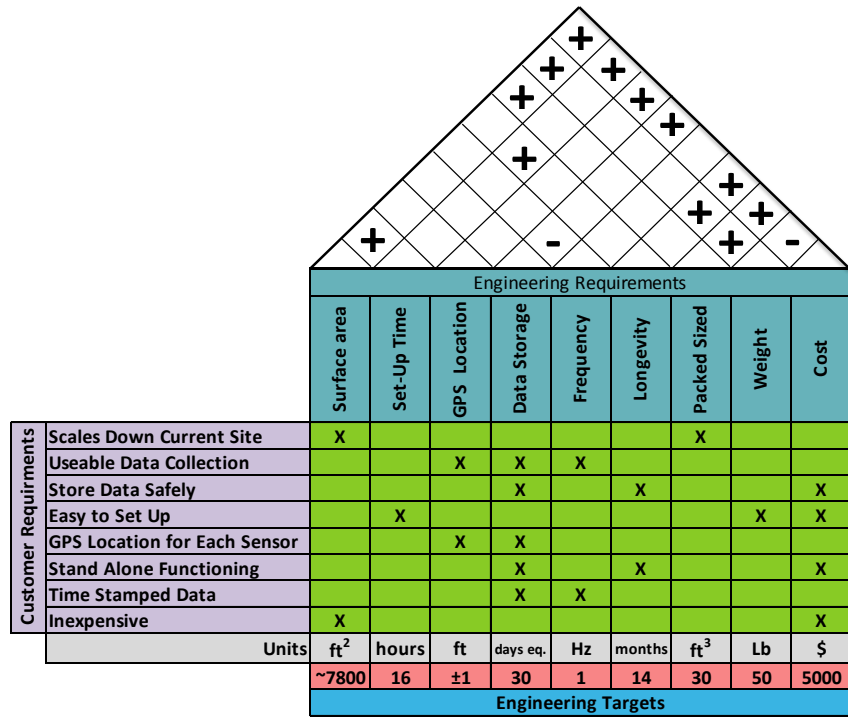 +
+ +
+ +
+
+
+
+ +
+ - + -
Engineering Requirements
Surface area
Set-Up Time
GPS Location
Data Storage
Frequency
Longevity
Packed Sized
Weight
Cost
Customer Requirments
Scales Down Current Site X X
Useable Data Collection X X X
Store Data Safely X X X
Easy to Set Up X X X
GPS Location for Each Sensor X X
Stand Alone Functioning X X X
Time Stamped Data X X
Inexpensive X X
Units ft² hours ft days eq. Hz months ft³ Lb $
~7800 16 ±1 30 1 14 30 50 5000
Engineering Targets